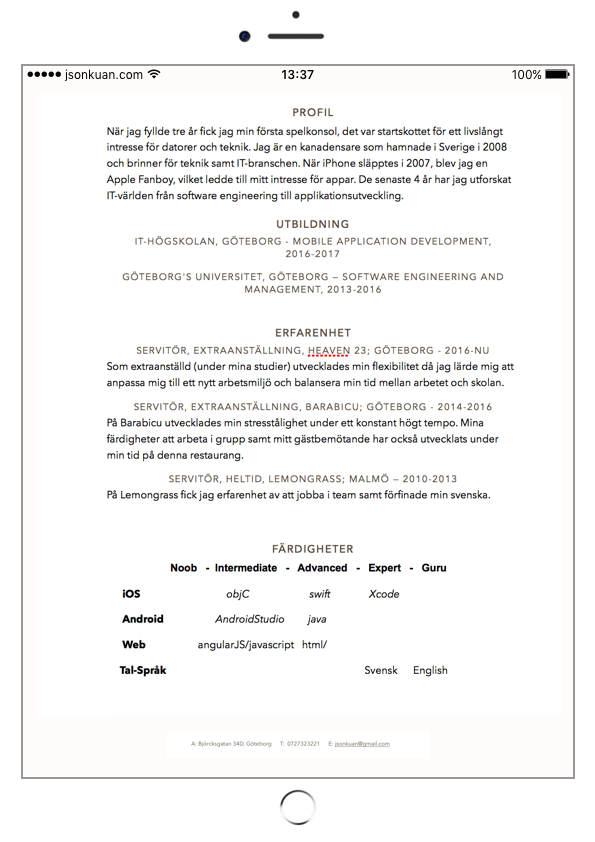 ●●●●● jsonkuan.com 13:37 100%
PROFIL
När jag fyllde tre år fick jag min första spelkonsol, det var startskottet för ett livslångt
intresse för datorer och teknik. Jag är en kanadensare som hamnade i Sverige i 2008
och brinner för teknik samt IT-branschen. När iPhone släpptes i 2007, blev jag en
Apple Fanboy, vilket ledde till mitt intresse för appar. De senaste 4 år har jag utforskat
IT-världen från software engineering till applikationsutveckling.
UTBILDNING
IT-HÖGSKOLAN, GÖTEBORG - MOBILE APPLICATION DEVELOPMENT,
2016-2017
GÖTEBORG'S UNIVERSITET, GÖTEBORG – SOFTWARE ENGINEERING AND
MANAGEMENT, 2013-2016
ERFARENHET
SERVITÖR, EXTRAANSTÄLLNING, HEAVEN 23; GÖTEBORG - 2016-NU
Som extraanställd (under mina studier) utvecklades min flexibilitet då jag lärde mig att
anpassa mig till ett nytt arbetsmiljö och balansera min tid mellan arbetet och skolan.
SERVITÖR, EXTRAANSTÄLLNING, BARABICU; GÖTEBORG - 2014-2016
På Barabicu utvecklades min stresstålighet under ett konstant högt tempo. Mina
färdigheter att arbeta i grupp samt mitt gästbemötande har också utvecklats under
min tid på denna restaurang.
SERVITÖR, HELTID, LEMONGRASS; MALMÖ – 2010-2013
På Lemongrass fick jag erfarenhet av att jobba i team samt förfinade min svenska.
FÄRDIGHETER
Noob - Intermediate - Advanced - Expert - Guru
iOS objC swift Xcode
Android AndroidStudio java
Web angularJS/javascript html/
Tal-Språk Svensk English
A: Björcksgatan 34D, Göteborg T: 0727323221 E: jsonkuan@gmail.com